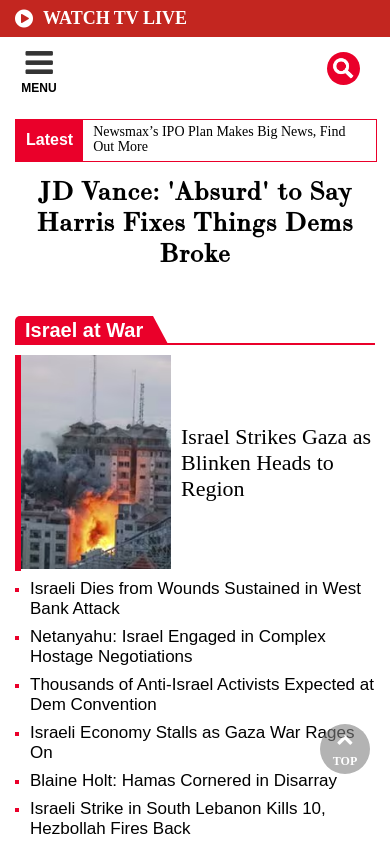 WATCH TV LIVE
MENU
Latest
Newsmax’s IPO Plan Makes Big News, Find
Out More
JD Vance: 'Absurd' to Say
Harris Fixes Things Dems
Broke
Israel at War
Israel Strikes Gaza as
Blinken Heads to
Region
Israeli Dies from Wounds Sustained in West
Bank Attack
Netanyahu: Israel Engaged in Complex
Hostage Negotiations
Thousands of Anti-Israel Activists Expected at
Dem Convention
Israeli Economy Stalls as Gaza War Rages
On
TOP
Blaine Holt: Hamas Cornered in Disarray
Israeli Strike in South Lebanon Kills 10,
Hezbollah Fires Back